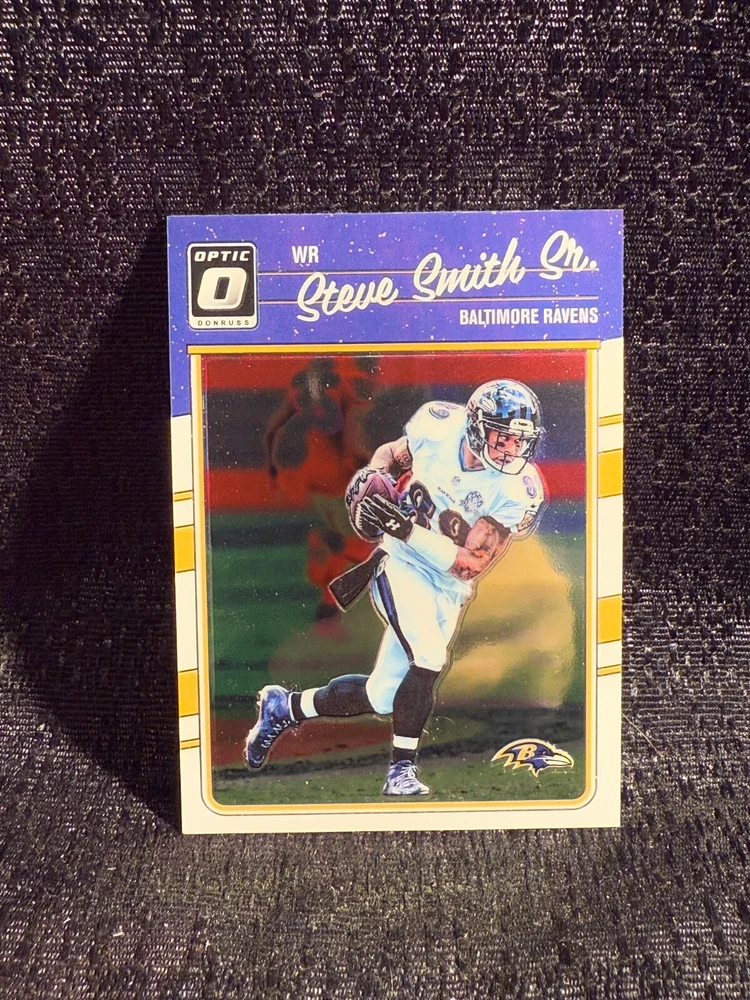 OPTIC
O
DONRUSS
WR
Steve Smith Sr.
BALTIMORE RAVENS
B